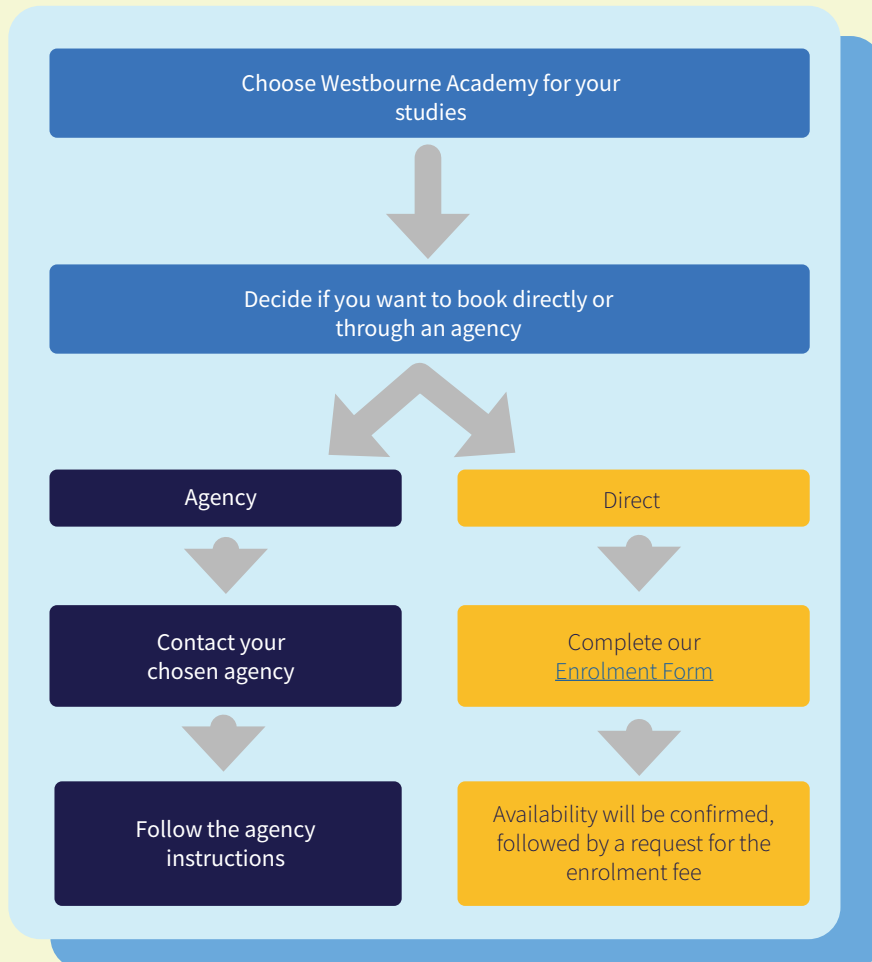 Choose Westbourne Academy for your
studies
Decide if you want to book directly or
through an agency
Agency
Direct
Contact your
chosen agency
Complete our
Enrolment Form
Follow the agency
instructions
Availability will be confirmed,
followed by a request for the
enrolment fee